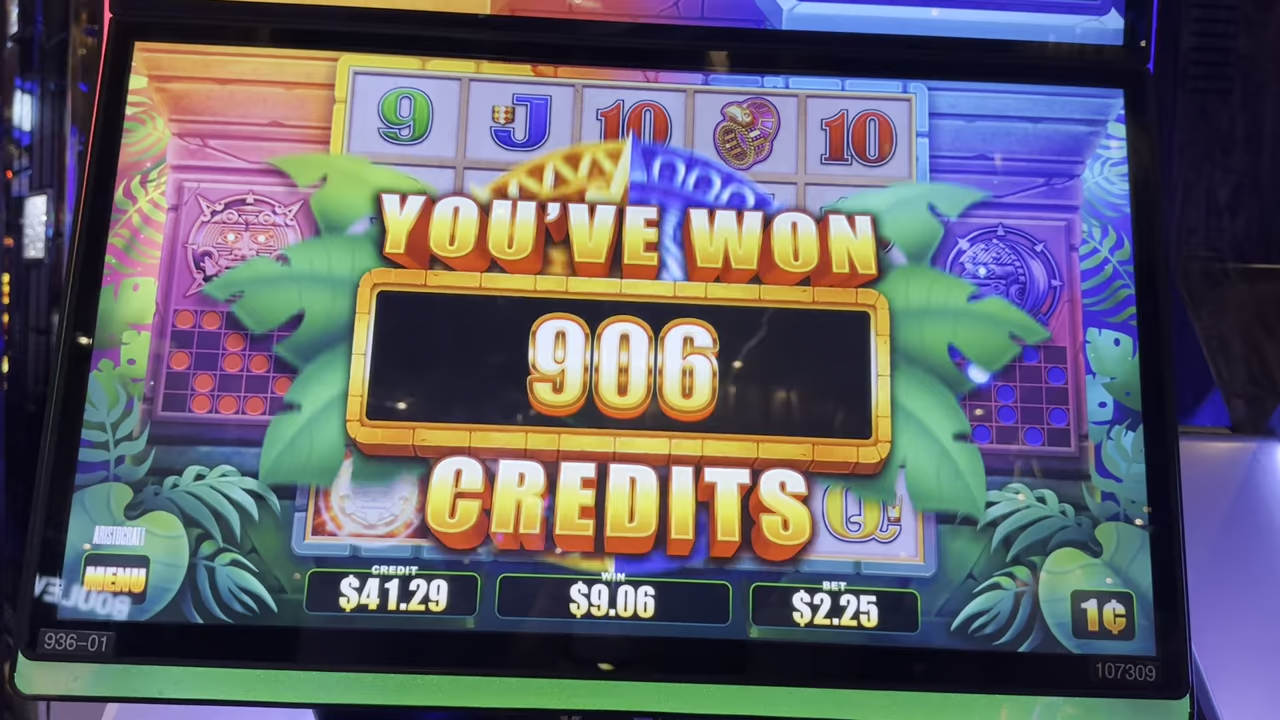 9 J 10 10
YOU'VE WON
906
CREDITS
Q
ARISTOCRAT
MENU
CREDIT WIN BET
$41.29 $9.06 $2.25 1¢
936-01 107309